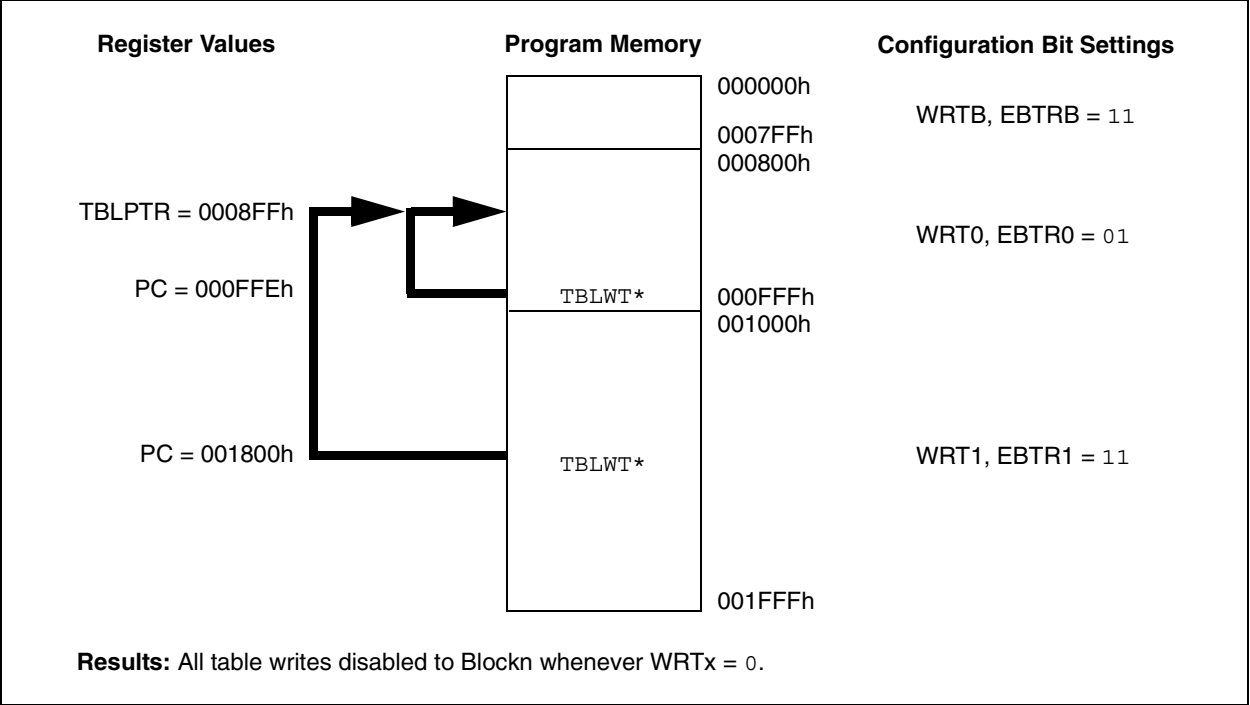 Register Values
Program Memory
Configuration Bit Settings
000000h
WRTB, EBTRB = 11
0007FFh
000800h
TBLPTR = 0008FFh
WRT0, EBTR0 = 01
PC = 000FFEh
TBLWT*
000FFFh
001000h
PC = 001800h
TBLWT*
WRT1, EBTR1 = 11
001FFFh
Results: All table writes disabled to Blockn whenever WRTx = 0.